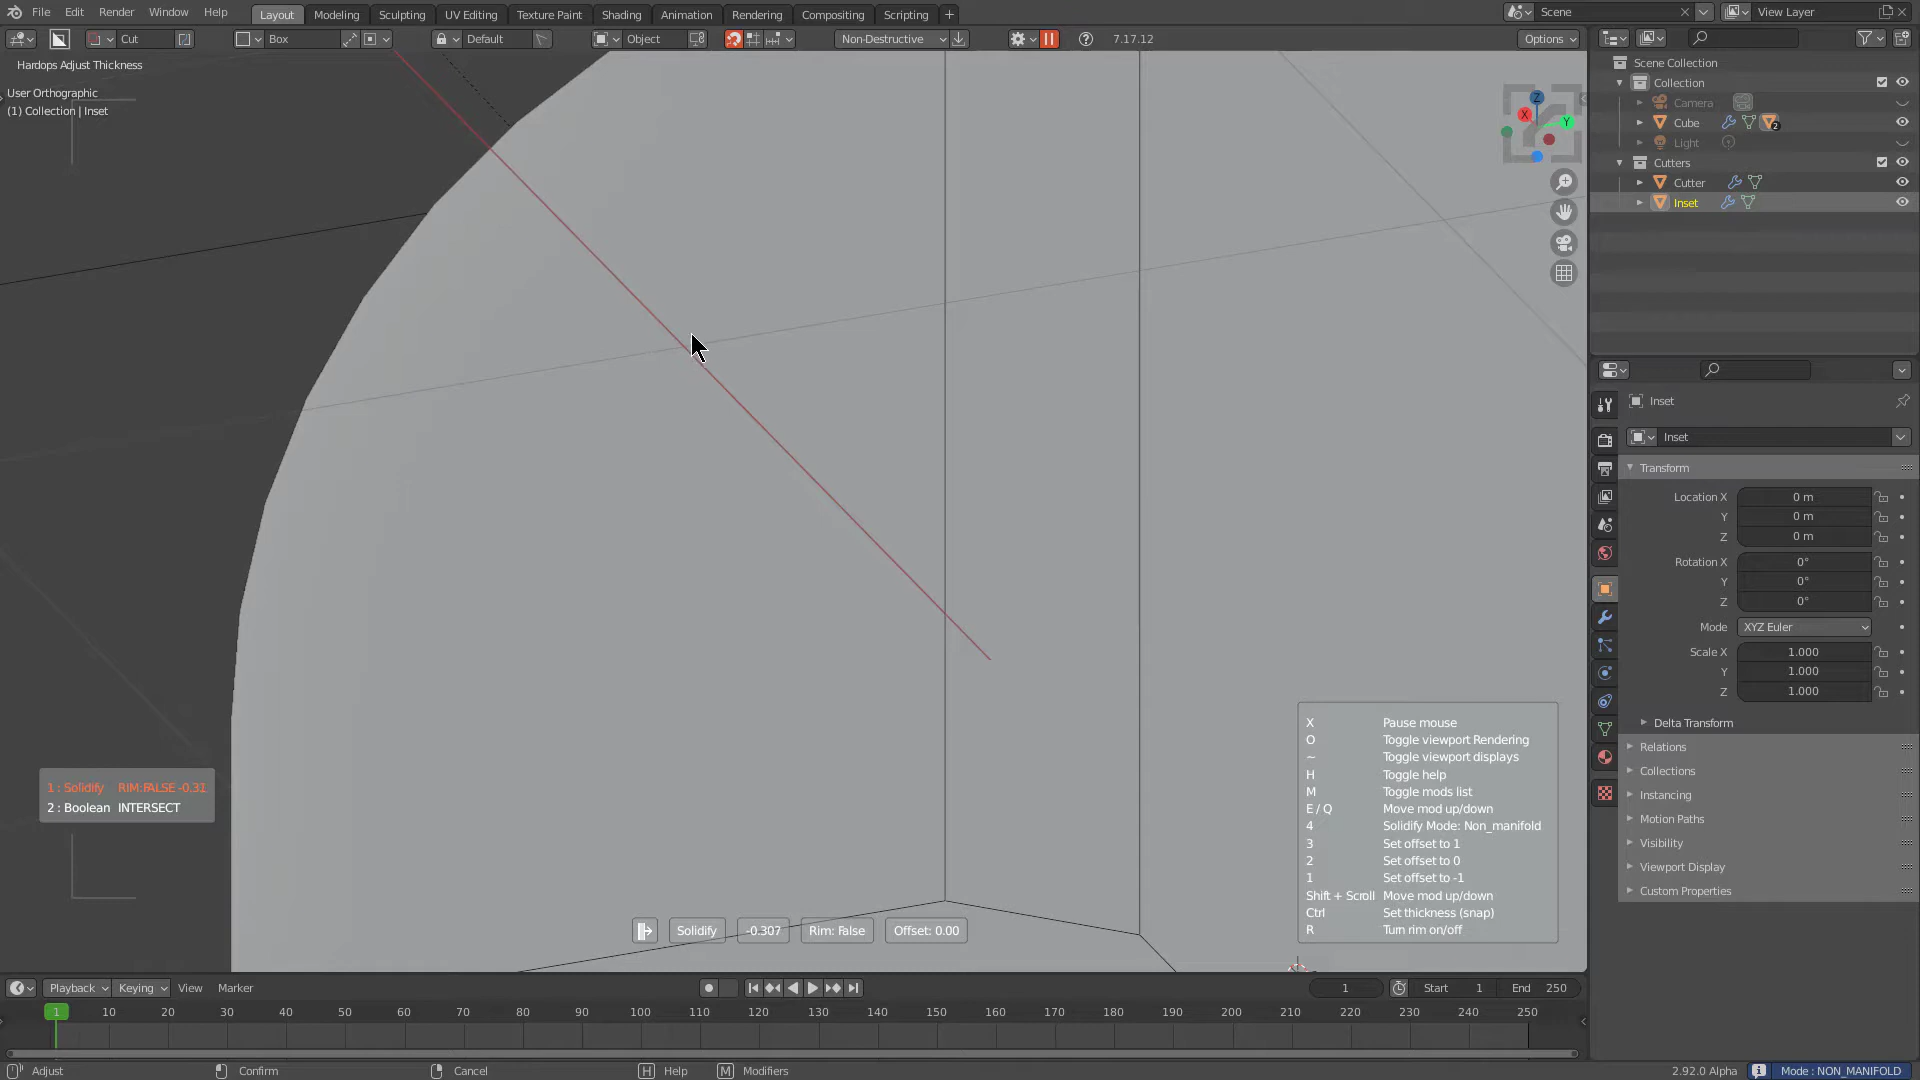 File Edit Render Window Help Layout Modeling Sculpting UV Editing Texture Paint Shading Animation Rendering Compositing Scripting + Scene View Layer
Cut Box Default Object Non-Destructive 7.17.12 Options
Hardops Adjust Thickness
User Orthographic
(1) Collection | Inset
Z
X
Y
Scene Collection
Collection
Camera
Cube 2
Light
Cutters
Cutter
Inset
Inset
Inset
Transform
Location X 0 m
Y 0 m
Z 0 m
Rotation X 0°
Y 0°
Z 0°
Mode XYZ Euler
Scale X 1.000
Y 1.000
Z 1.000
Delta Transform
Relations
Collections
Instancing
Motion Paths
Visibility
Viewport Display
Custom Properties
X Pause mouse
O Toggle viewport Rendering
~ Toggle viewport displays
H Toggle help
M Toggle mods list
E / Q Move mod up/down
4 Solidify Mode: Non_manifold
3 Set offset to 1
2 Set offset to 0
1 Set offset to -1
Shift + Scroll Move mod up/down
Ctrl Set thickness (snap)
R Turn rim on/off
1 : Solidify RIM:FALSE -0.31
2 : Boolean INTERSECT
Solidify -0.307 Rim: False Offset: 0.00
Playback Keying View Marker 1 Start 1 End 250
1 10 20 30 40 50 60 70 80 90 100 110 120 130 140 150 160 170 180 190 200 210 220 230 240 250
Adjust Confirm Cancel H Help M Modifiers 2.92.0 Alpha Mode : NON_MANIFOLD